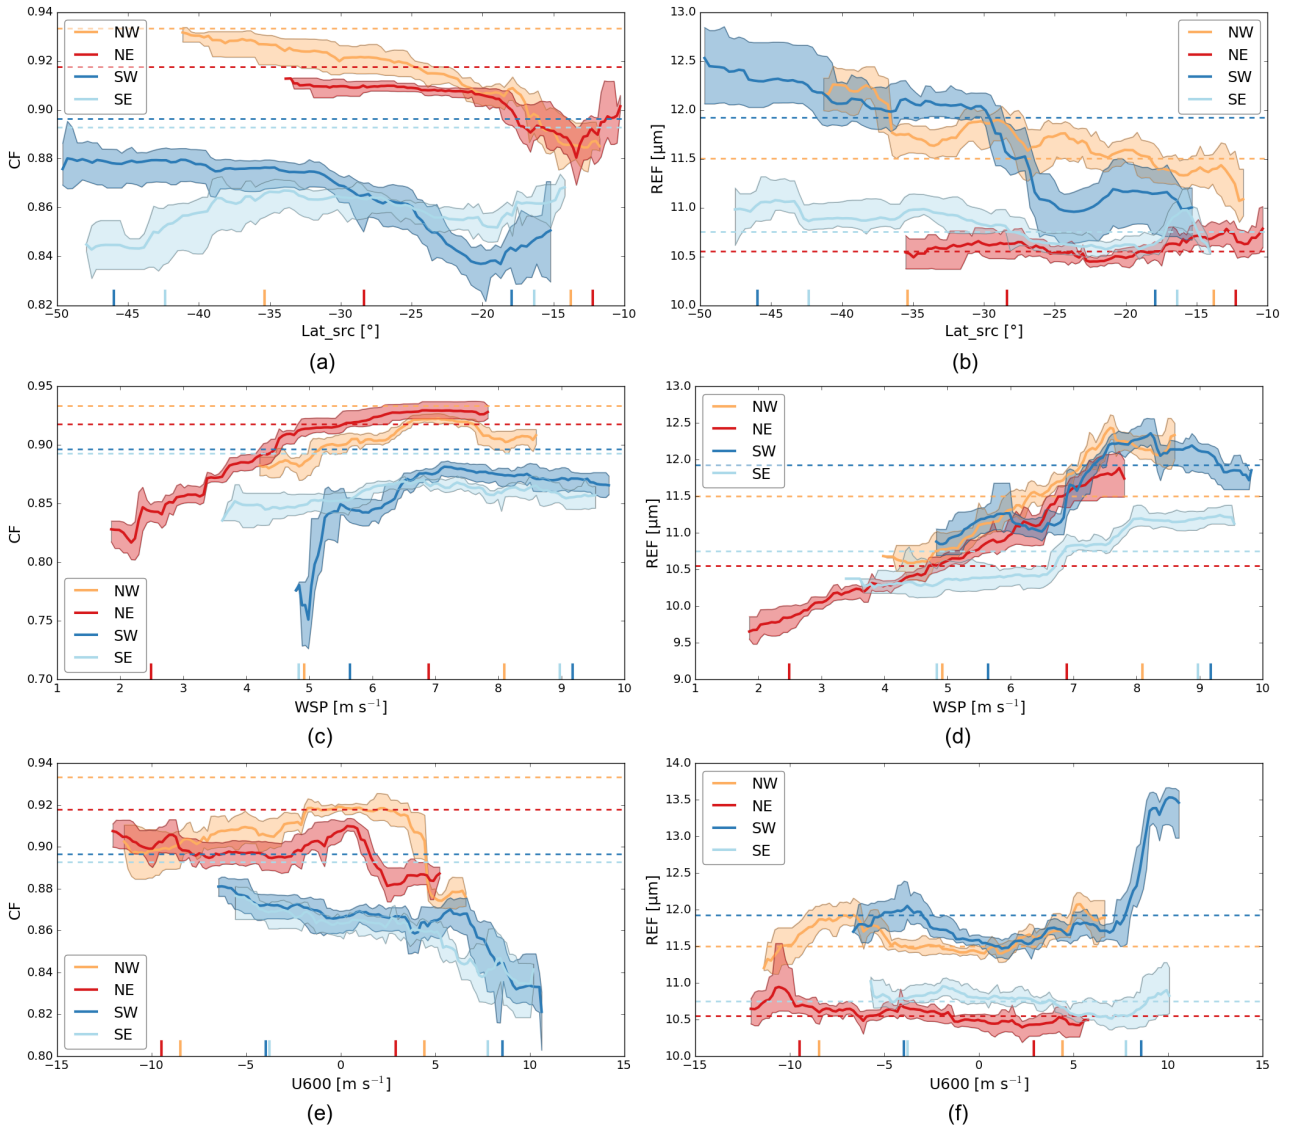 0.94
0.92
0.90
0.88
0.86
0.84
0.82
CF
NW
NE
SW
SE
−50 −45 −40 −35 −30 −25 −20 −15 −10
Lat_src [°]
(a)
13.0
12.5
12.0
11.5
11.0
10.5
10.0
REF [μm]
NW
NE
SW
SE
−50 −45 −40 −35 −30 −25 −20 −15 −10
Lat_src [°]
(b)
0.95
0.90
0.85
0.80
0.75
0.70
CF
NW
NE
SW
SE
1 2 3 4 5 6 7 8 9 10
WSP [m s⁻¹]
(c)
13.0
12.5
12.0
11.5
11.0
10.5
10.0
9.5
9.0
REF [μm]
NW
NE
SW
SE
1 2 3 4 5 6 7 8 9 10
WSP [m s⁻¹]
(d)
0.94
0.92
0.90
0.88
0.86
0.84
0.82
0.80
CF
NW
NE
SW
SE
−15 −10 −5 0 5 10 15
U600 [m s⁻¹]
(e)
14.0
13.5
13.0
12.5
12.0
11.5
11.0
10.5
10.0
REF [μm]
NW
NE
SW
SE
−15 −10 −5 0 5 10 15
U600 [m s⁻¹]
(f)